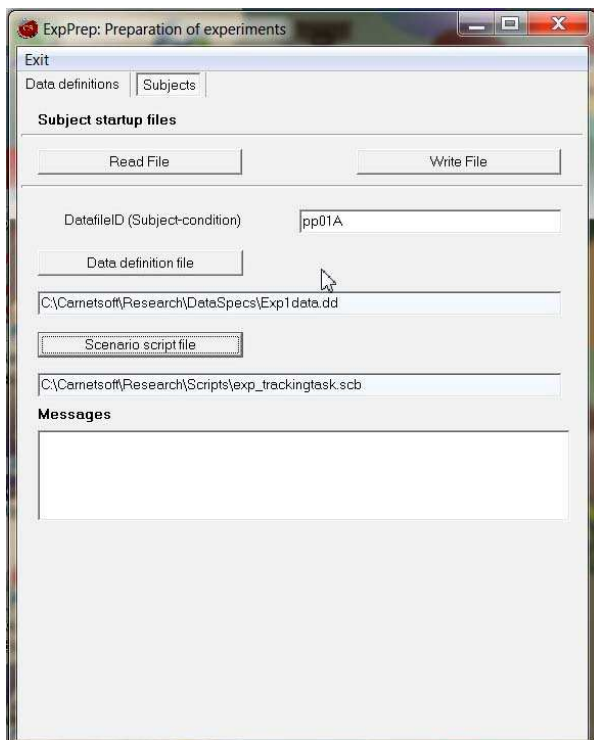 ExpPrep: Preparation of experiments
Exit
Data definitions Subjects
Subject startup files
Read File Write File
DatafileID (Subject-condition) pp01A
Data definition file
C:\Carnetsoft\Research\DataSpecs\Exp1data.dd
Scenario script file
C:\Carnetsoft\Research\Scripts\exp_trackingtask.scb
Messages